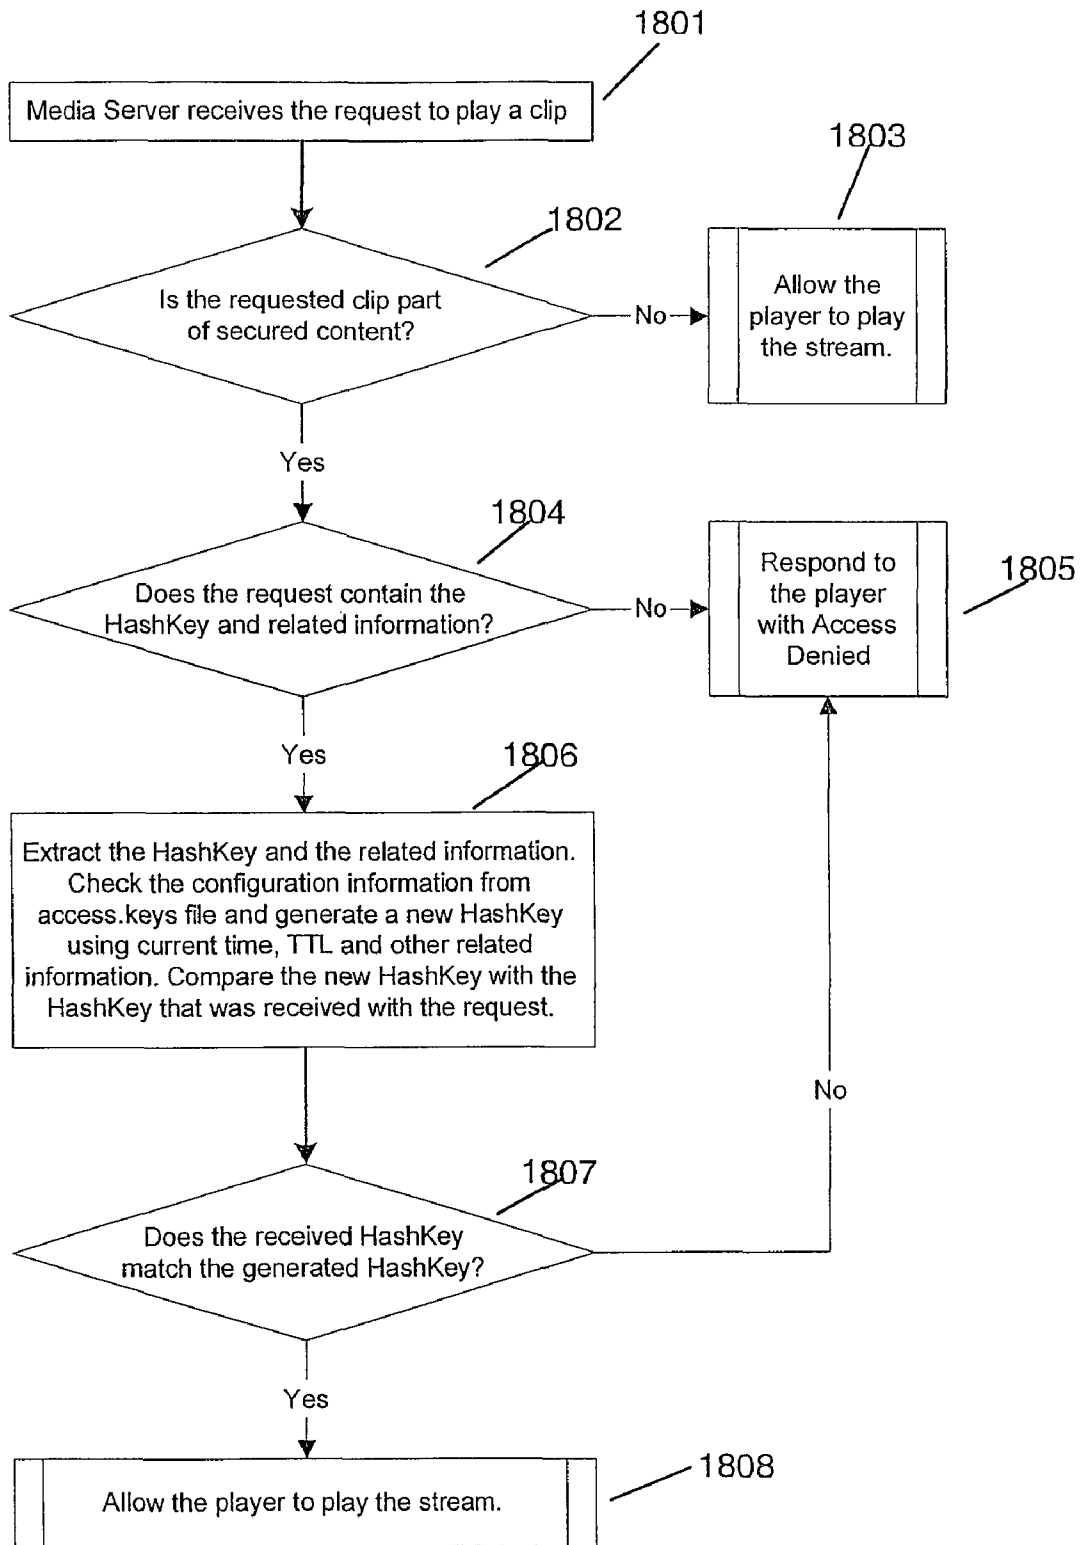 1801
Media Server receives the request to play a clip
1803
1802
Is the requested clip part
of secured content?
No
Allow the
player to play
the stream.
Yes
1804
Does the request contain the
HashKey and related information?
No
Respond to
the player
with Access
Denied
1805
Yes
1806
Extract the HashKey and the related information.
Check the configuration information from
access.keys file and generate a new HashKey
using current time, TTL and other related
information. Compare the new HashKey with the
HashKey that was received with the request.
No
1807
Does the received HashKey
match the generated HashKey?
Yes
1808
Allow the player to play the stream.